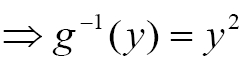 ⇒ g⁻¹(y) = y²